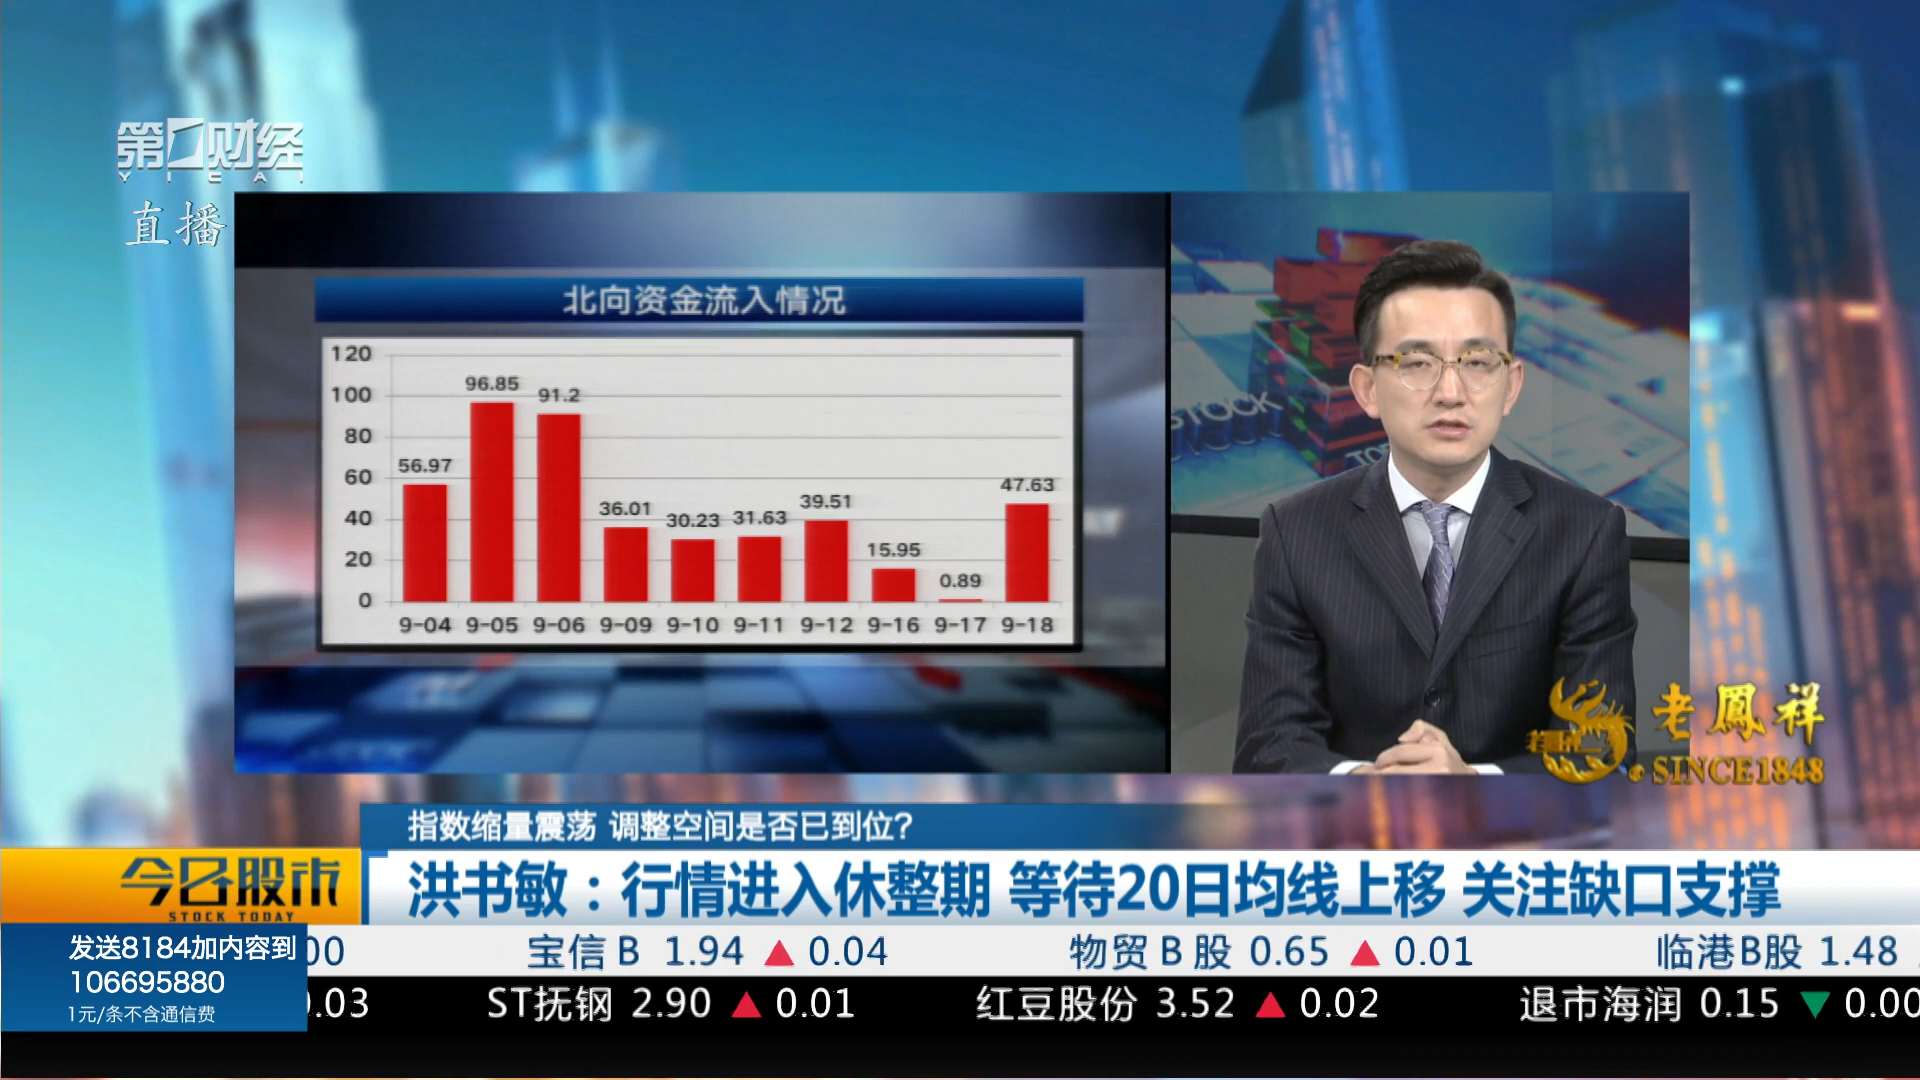 第一财经
YICAI
直播
北向资金流入情况
120
100
80
60
40
20
0
56.97
96.85
91.2
36.01
30.23
31.63
39.51
15.95
0.89
47.63
9-04 9-05 9-06 9-09 9-10 9-11 9-12 9-16 9-17 9-18
STOCK
老鳳祥
SINCE1848
指数缩量震荡 调整空间是否已到位?
今日股市
STOCK TODAY
洪书敏：行情进入休整期 等待20日均线上移 关注缺口支撑
发送8184加内容到
106695880
1元/条不含通信费
00 宝信B 1.94 ▲ 0.04 物贸B股 0.65 ▲ 0.01 临港B股 1.48
0.03 ST抚钢 2.90 ▲ 0.01 红豆股份 3.52 ▲ 0.02 退市海润 0.15 ▼ 0.00